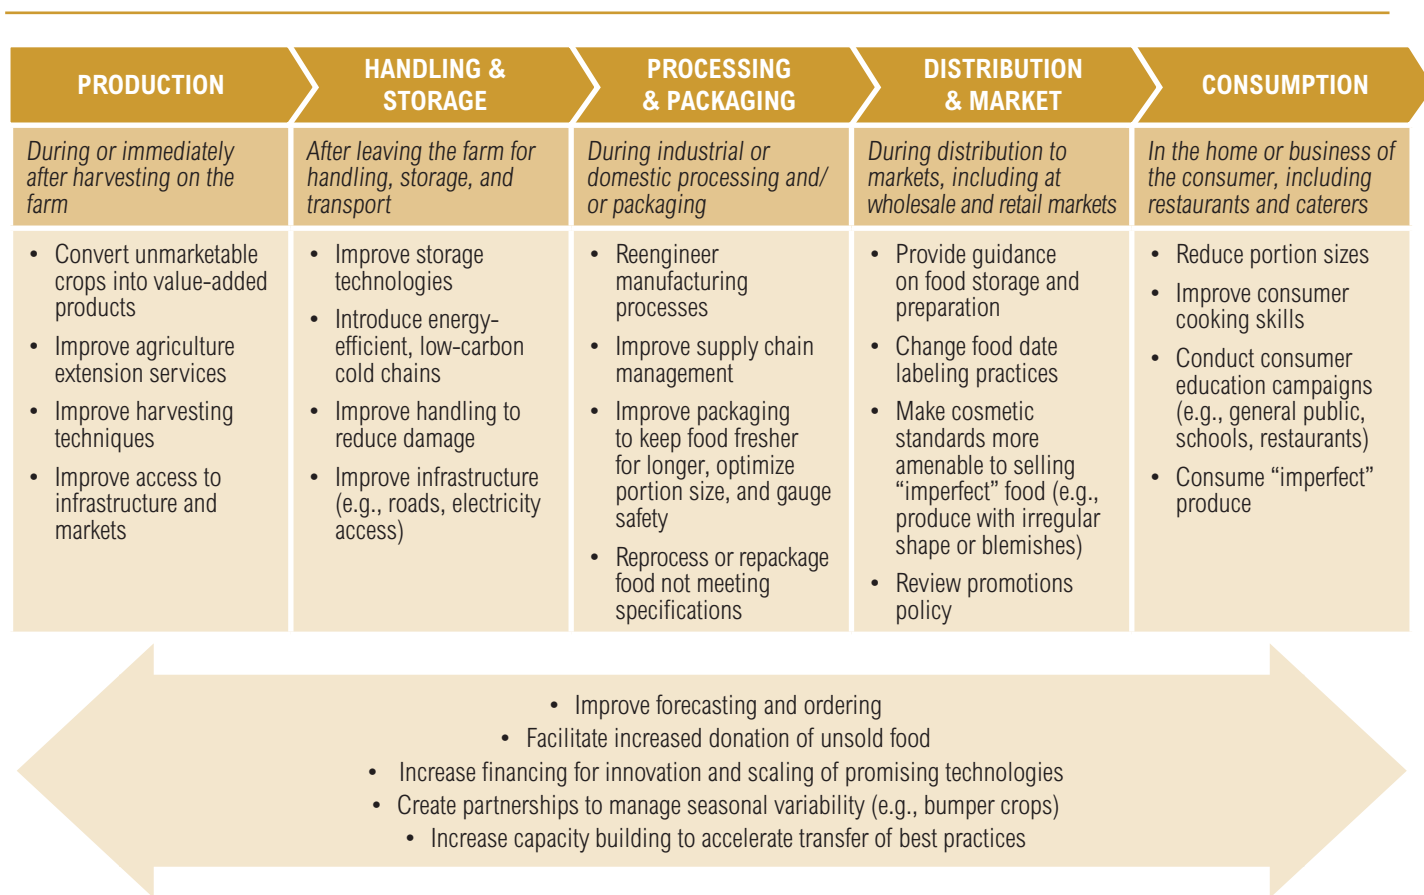 PRODUCTION
HANDLING &
STORAGE
PROCESSING
& PACKAGING
DISTRIBUTION
& MARKET
CONSUMPTION
During or immediately
after harvesting on the
farm
After leaving the farm for
handling, storage, and
transport
During industrial or
domestic processing and/
or packaging
During distribution to
markets, including at
wholesale and retail markets
In the home or business of
the consumer, including
restaurants and caterers
• Convert unmarketable
crops into value-added
products
• Improve agriculture
extension services
• Improve harvesting
techniques
• Improve access to
infrastructure and
markets
• Improve storage
technologies
• Introduce energy-
efficient, low-carbon
cold chains
• Improve handling to
reduce damage
• Improve infrastructure
(e.g., roads, electricity
access)
• Reengineer
manufacturing
processes
• Improve supply chain
management
• Improve packaging
to keep food fresher
for longer, optimize
portion size, and gauge
safety
• Reprocess or repackage
food not meeting
specifications
• Provide guidance
on food storage and
preparation
• Change food date
labeling practices
• Make cosmetic
standards more
amenable to selling
“imperfect” food (e.g.,
produce with irregular
shape or blemishes)
• Review promotions
policy
• Reduce portion sizes
• Improve consumer
cooking skills
• Conduct consumer
education campaigns
(e.g., general public,
schools, restaurants)
• Consume “imperfect”
produce
• Improve forecasting and ordering
• Facilitate increased donation of unsold food
• Increase financing for innovation and scaling of promising technologies
• Create partnerships to manage seasonal variability (e.g., bumper crops)
• Increase capacity building to accelerate transfer of best practices